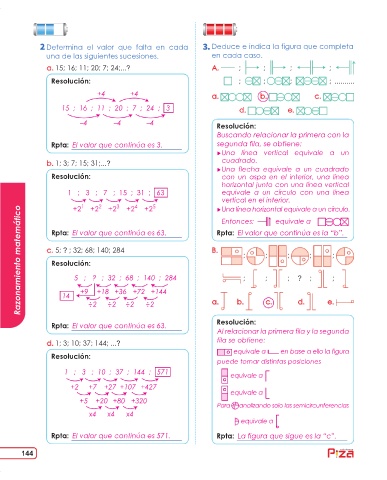 2 Determina el valor que falta en cada
una de las siguientes sucesiones.
a. 15; 16; 11; 20; 7; 24;...?
Resolución:
+4 +4
15 ; 16 ; 11 ; 20 ; 7 ; 24 ; 3
–4 –4 –4
Rpta: El valor que continúa es 3.
b. 1; 3; 7; 15; 31;...?
Resolución:
1 ; 3 ; 7 ; 15 ; 31 ; 63
+2¹ +2² +2³ +2⁴ +2⁵
Rpta: El valor que continúa es 63.
c. 5; ? ; 32; 68; 140; 284
Resolución:
5 ; ? ; 32 ; 68 ; 140 ; 284
+9 +18 +36 +72 +144
14
÷2 ÷2 ÷2 ÷2
Rpta: El valor que continúa es 63.
d. 1; 3; 10; 37; 144; ...?
Resolución:
1 ; 3 ; 10 ; 37 ; 144 ; 571
+2 +7 +27 +107 +427
+5 +20 +80 +320
x4 x4 x4
Rpta: El valor que continúa es 571.
3. Deduce e indica la figura que completa
en cada caso.
A.
a. b. c.
d. e.
Resolución:
Buscando relacionar la primera con la
segunda fila, se obtiene:
Una línea vertical equivale a un
cuadrado.
Una flecha equivale a un cuadrado
con un aspa en el interior, una línea
horizontal junto con una línea vertical
equivale a un círculo con una línea
vertical en el interior.
Una línea horizontal equivale a un círculo.
Entonces: equivale a
Rpta: El valor que continúa es la "b".
B.
; ; ; ? ; ;
a. b. c. d. e.
Resolución:
Al relacionar la primera fila y la segunda
fila se obtiene:
equivale a en base a ello la figura
puede tomar distintas posiciones
equivale a
equivale a
Para analizando solo las semicircunferencias
equivale a
Rpta: La figura que sigue es la "c".
Razonamiento matemático
144